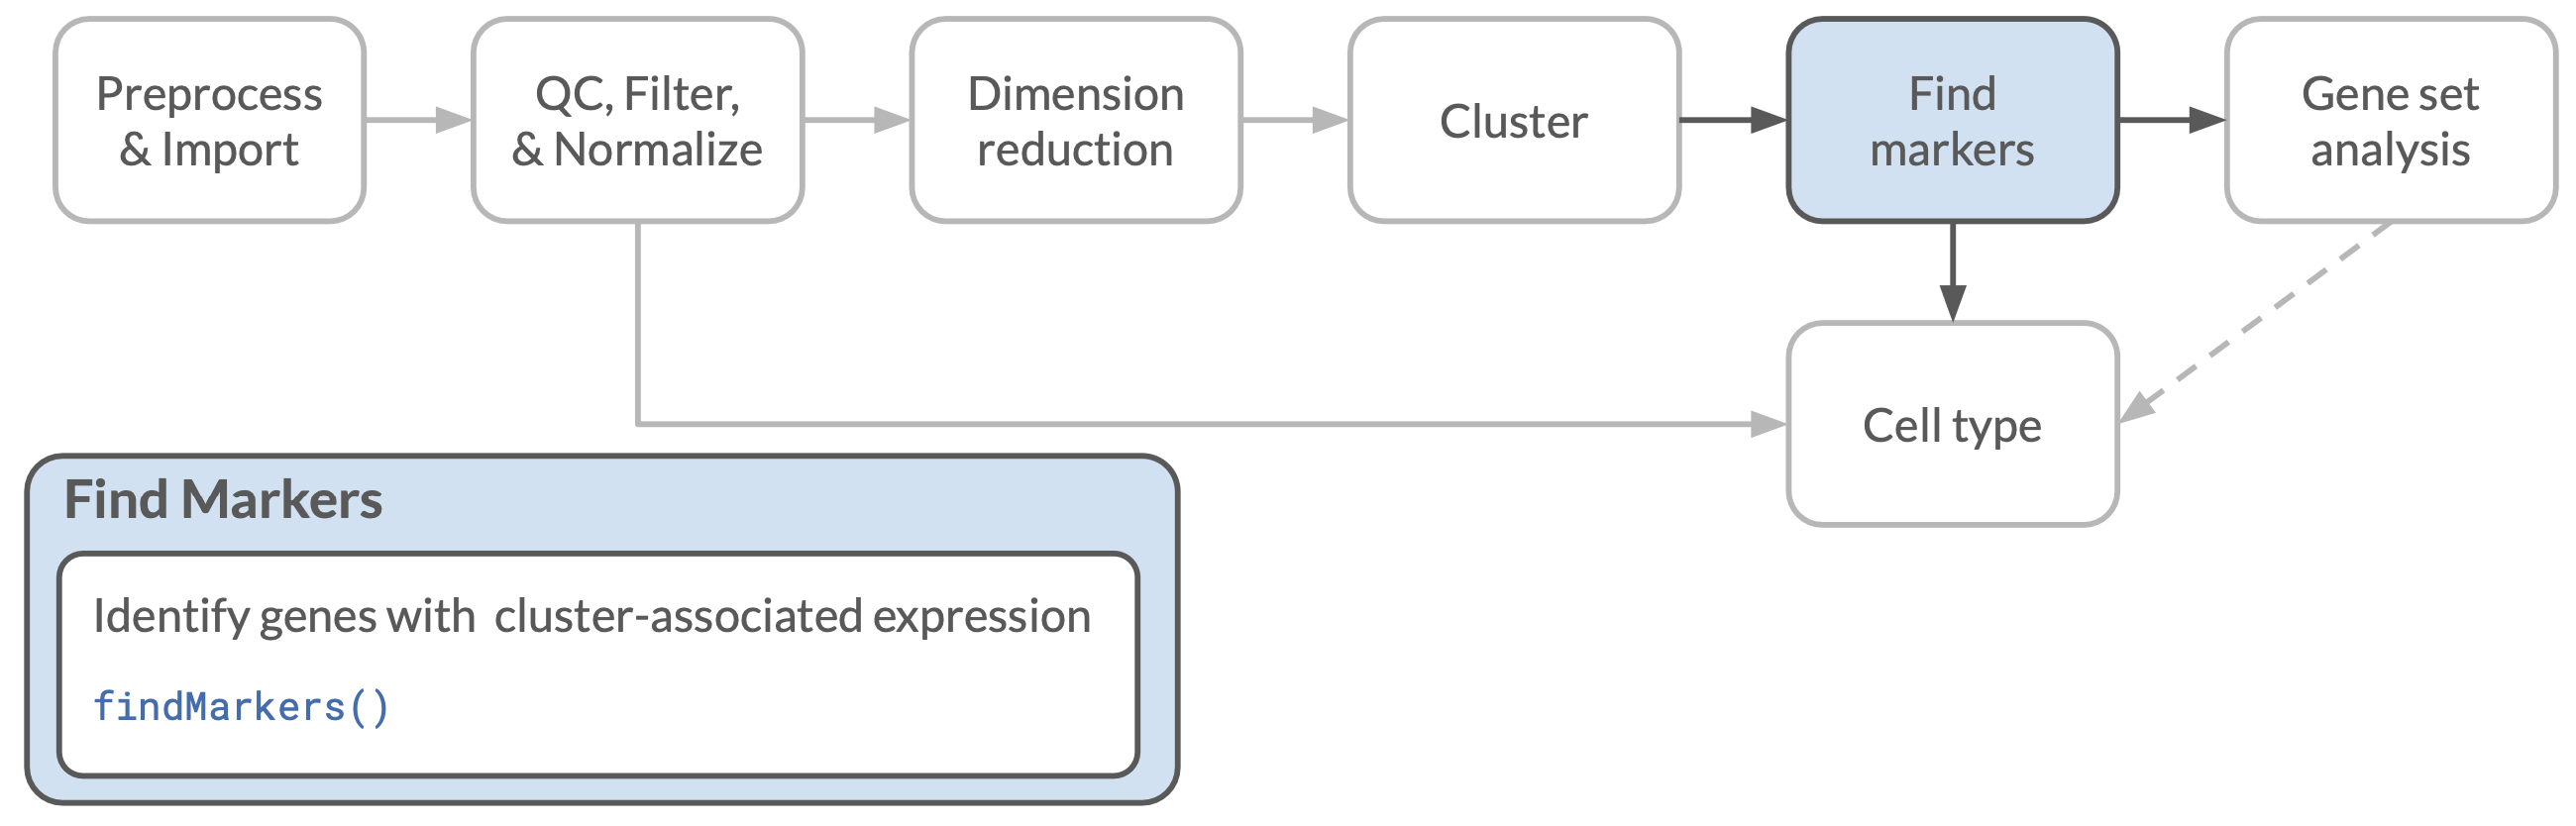 Preprocess
& Import
QC, Filter,
& Normalize
Dimension
reduction
Cluster
Find
markers
Gene set
analysis
Cell type
Find Markers
Identify genes with cluster-associated expression
findMarkers()